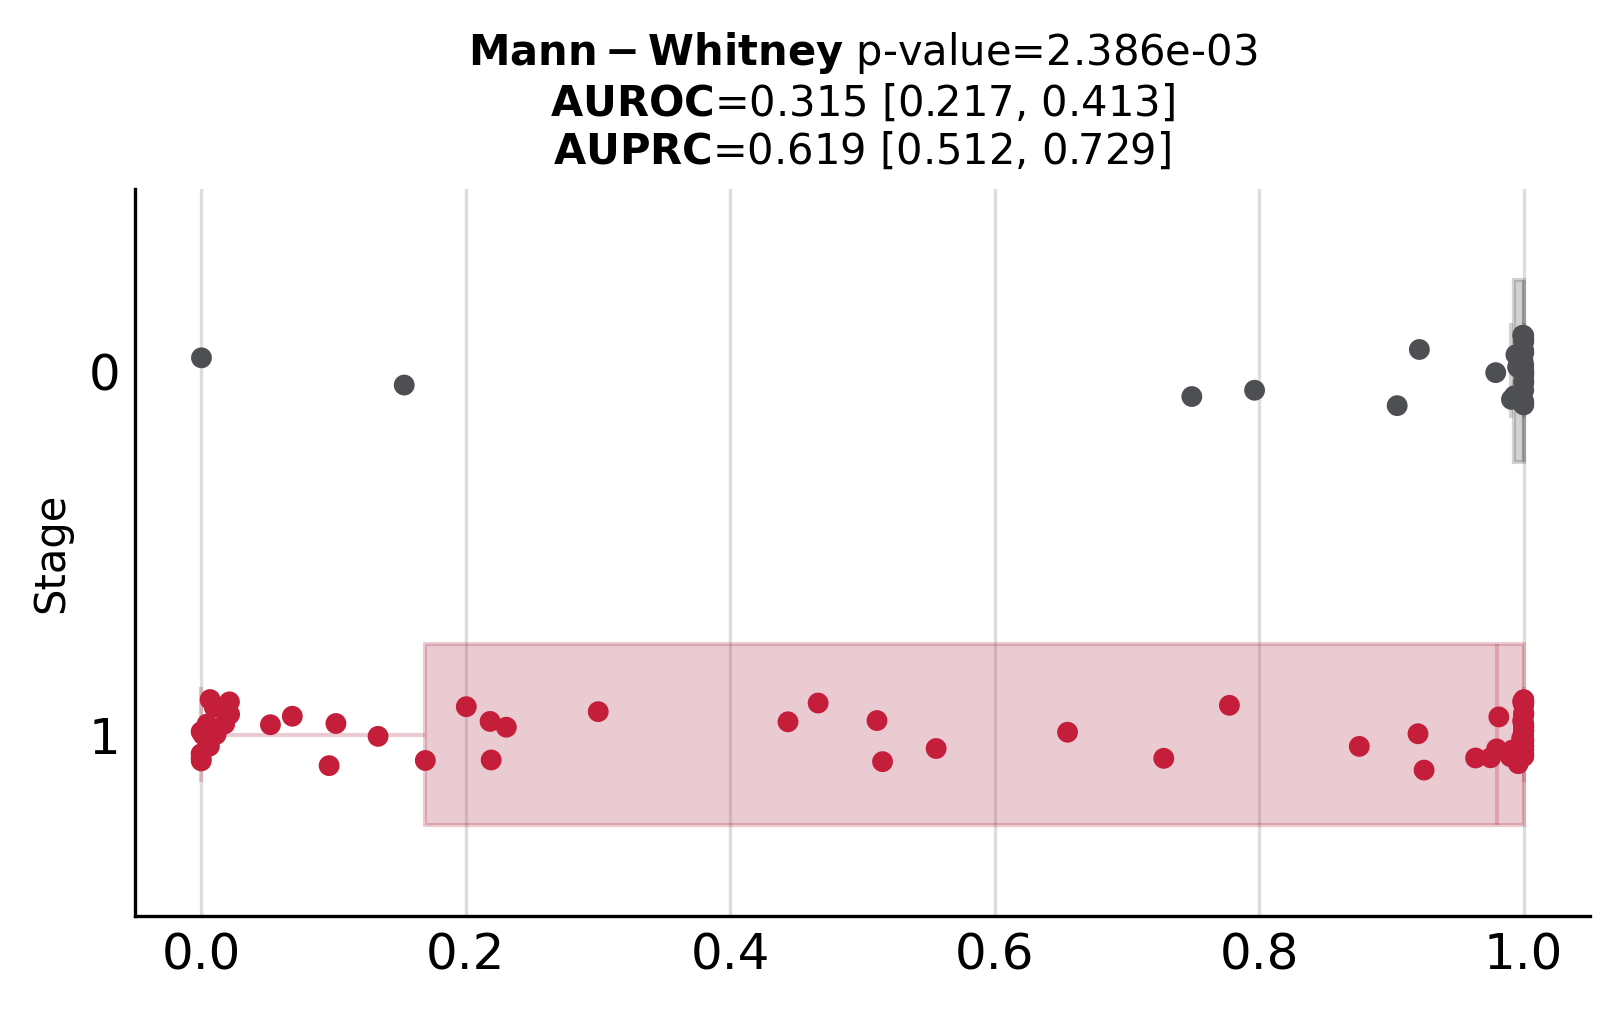 Mann−Whitney p-value=2.386e-03
AUROC=0.315 [0.217, 0.413]
AUPRC=0.619 [0.512, 0.729]
0
Stage
1
0.0 0.2 0.4 0.6 0.8 1.0